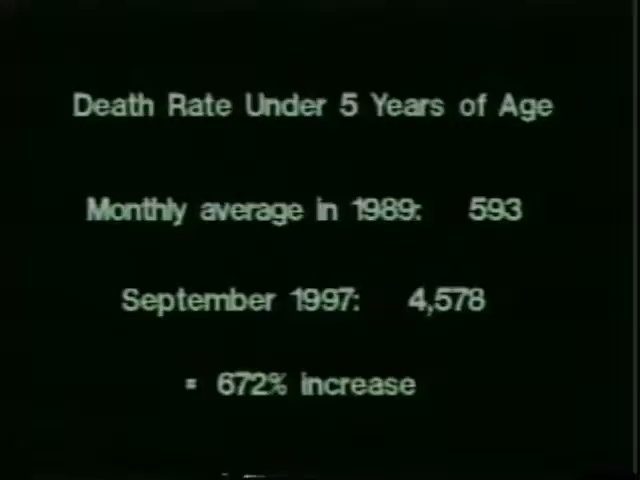 Death Rate Under 5 Years of Age
Monthly average in 1989: 593
September 1997: 4,578
= 672% increase